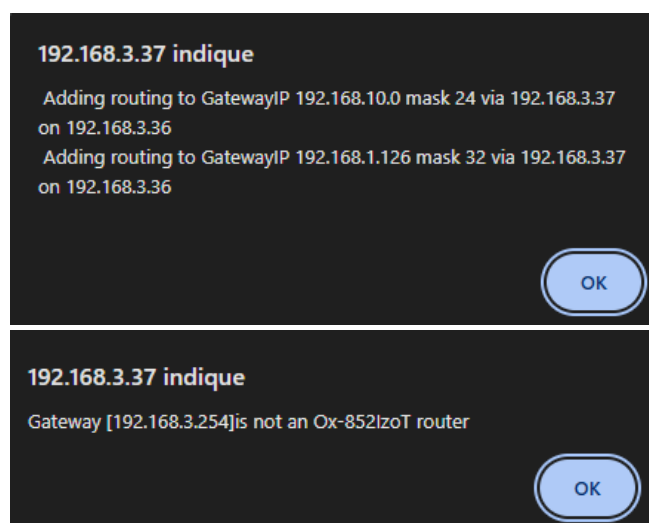 192.168.3.37 indique
Adding routing to GatewayIP 192.168.10.0 mask 24 via 192.168.3.37
on 192.168.3.36
Adding routing to GatewayIP 192.168.1.126 mask 32 via 192.168.3.37
on 192.168.3.36
OK
192.168.3.37 indique
Gateway [192.168.3.254]is not an Ox-852IzoT router
OK